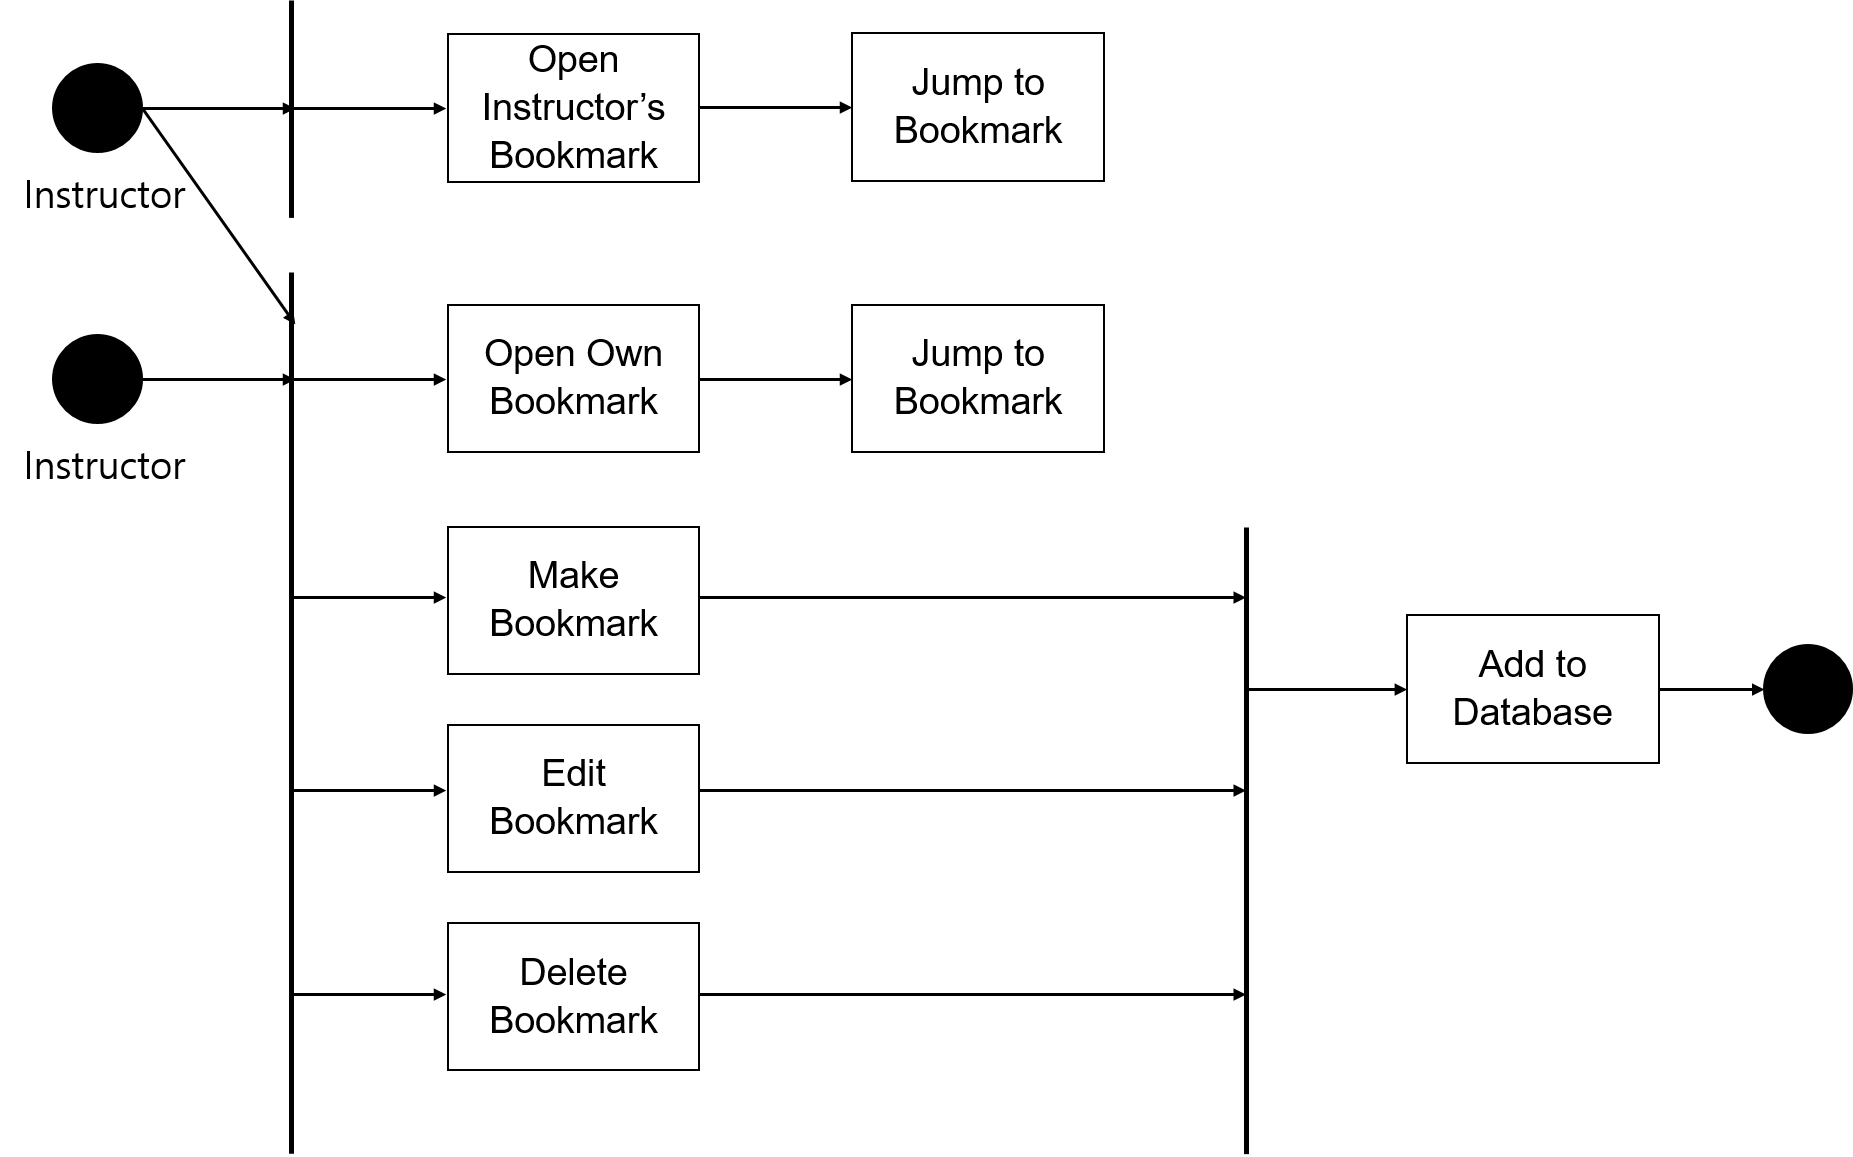 Open
Instructor’s
Bookmark
Jump to
Bookmark
Instructor
Open Own
Bookmark
Jump to
Bookmark
Instructor
Make
Bookmark
Add to
Database
Edit
Bookmark
Delete
Bookmark